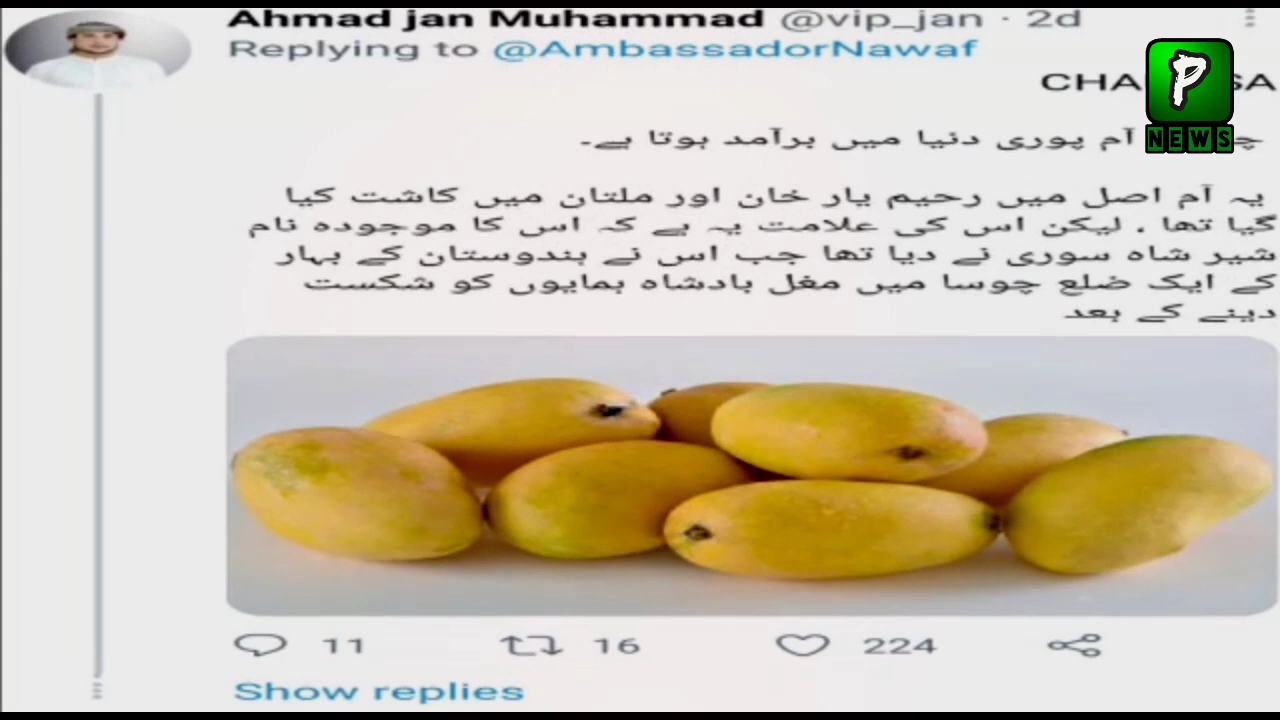 Ahmad jan Muhammad @vip_jan · 2d
Replying to @AmbassadorNawaf
P
NEWS
آم پوری دنیا میں برآمد ہوتا ہے۔
یہ آم اصل میں رحیم یار خان اور ملتان میں کاشت کیا
گیا تھا ، لیکن اس کی علامت یہ ہے کہ اس کا موجودہ نام
شیر شاہ سوری نے دیا تھا جب اس نے ہندوستان کے بہار
کے ایک ضلع چوسا میں مغل بادشاہ ہمایوں کو شکست
دینے کے بعد
11 16 224
Show replies